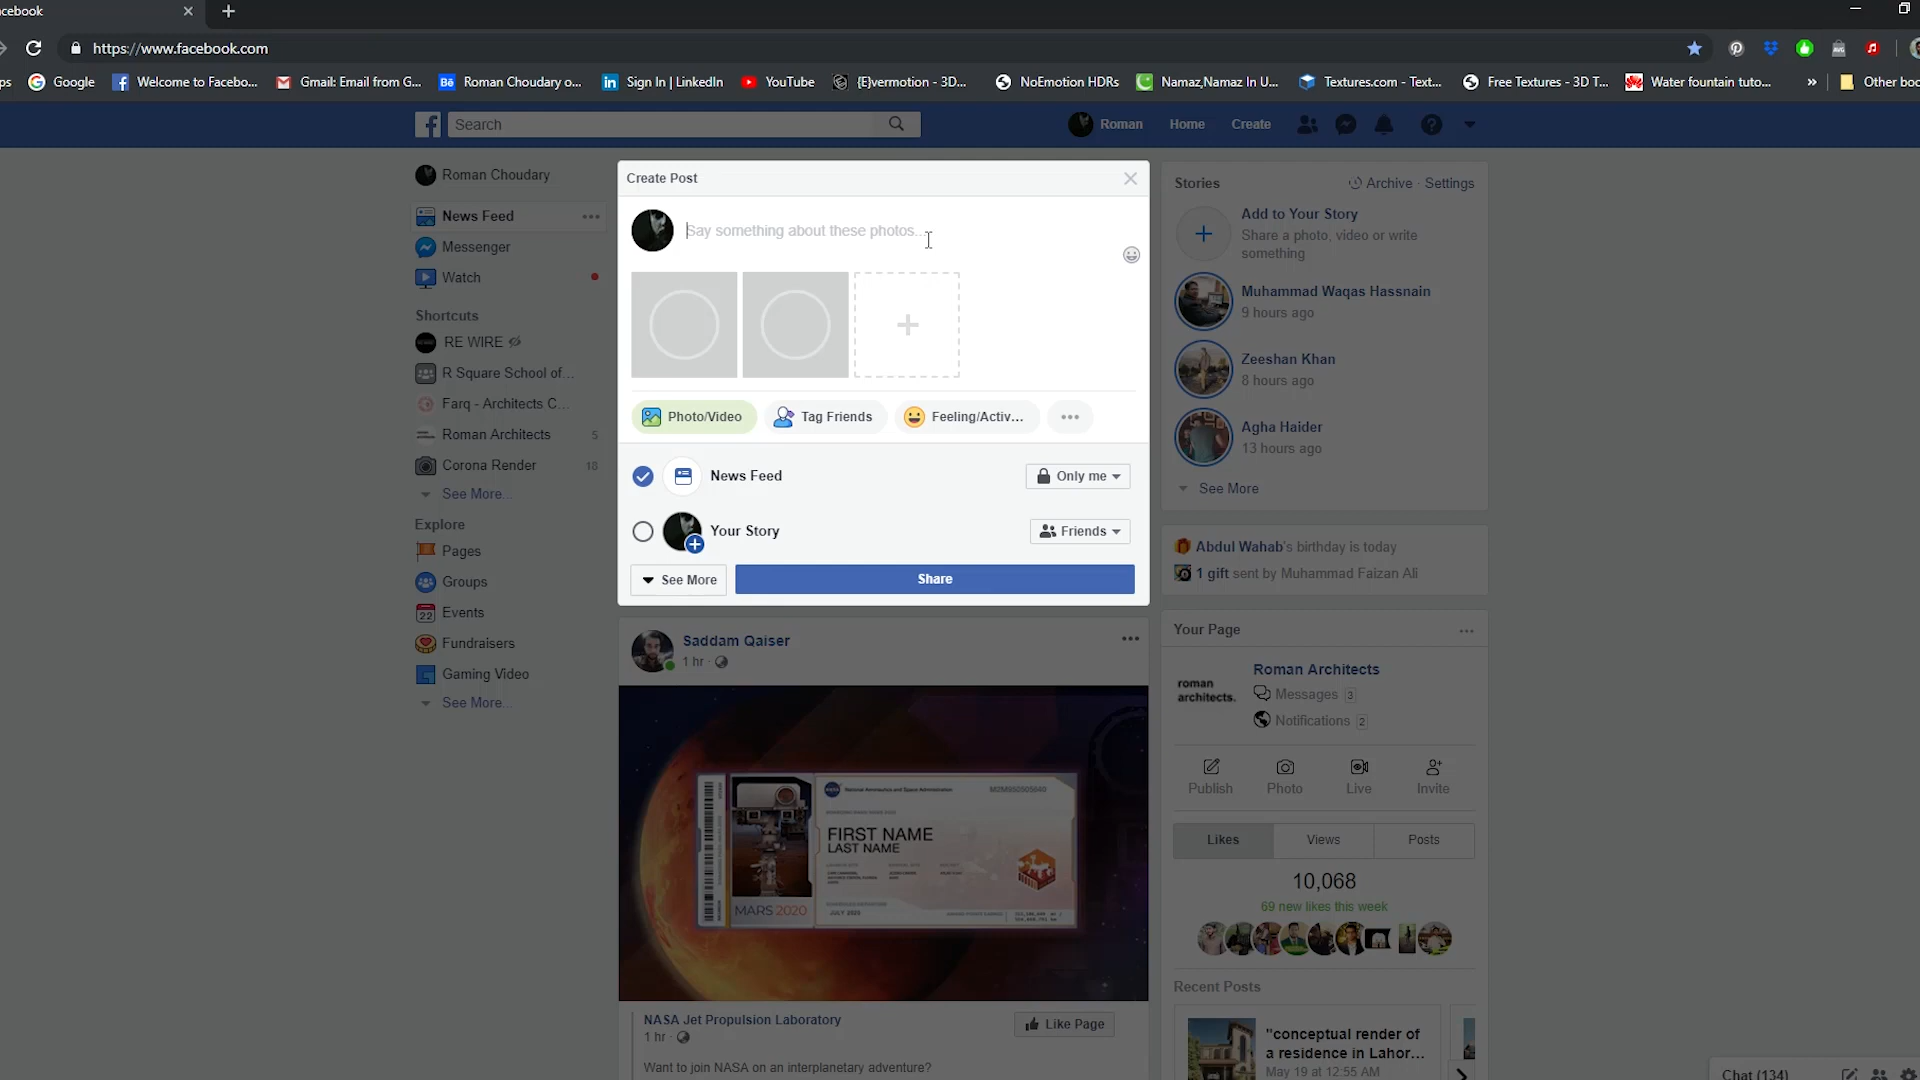 cebook
https://www.facebook.com
ps
Google
Welcome to Facebo...
Gmail: Email from G...
Roman Choudary o...
Sign In | LinkedIn
YouTube
{E}vermotion - 3D...
NoEmotion HDRs
Namaz,Namaz In U...
Textures.com - Text...
Free Textures - 3D T...
Water fountain tuto...
»
Other boo
Search
Roman
Home
Create
Roman Choudary
News Feed
Messenger
Watch
Shortcuts
RE WIRE
R Square School of...
Farq - Architects C...
Roman Architects 5
Corona Render 18
See More...
Explore
Pages
Groups
22 Events
Fundraisers
Gaming Video
See More...
Create Post
Say something about these photos...
Photo/Video
Tag Friends
Feeling/Activ...
News Feed
Only me
Your Story
Friends
See More
Share
Saddam Qaiser
1 hr ·
National Aeronautics and Space Administration
FIRST NAME
LAST NAME
MARS 2020
JULY 2020
NASA Jet Propulsion Laboratory
1 hr ·
Like Page
Want to join NASA on an interplanetary adventure?
Stories
Archive · Settings
Add to Your Story
Share a photo, video or write
something
Muhammad Waqas Hassnain
9 hours ago
Zeeshan Khan
8 hours ago
Agha Haider
13 hours ago
See More
Abdul Wahab's birthday is today
1 gift sent by Muhammad Faizan Ali
Your Page
roman
architects.
Roman Architects
Messages 3
Notifications 2
Publish
Photo
Live
Invite
Likes
Views
Posts
10,068
69 new likes this week
Recent Posts
"conceptual render of
a residence in Lahor...
May 19 at 12:55 AM
Chat (134)